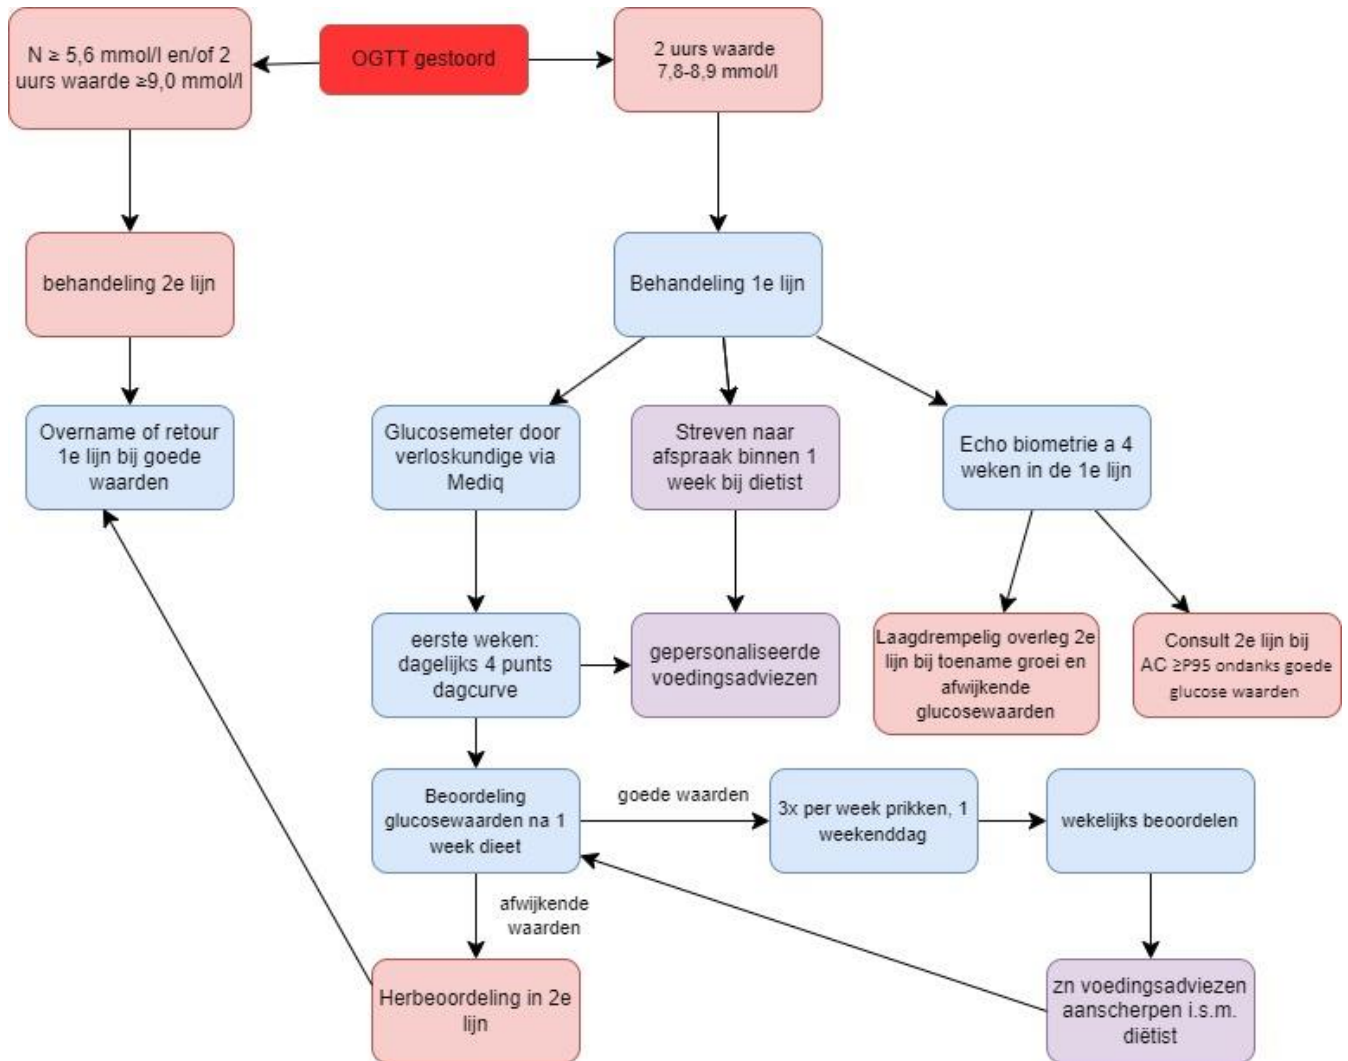 N ≥ 5,6 mmol/l en/of 2
uurs waarde ≥9,0 mmol/l
OGTT gestoord
2 uurs waarde
7,8-8,9 mmol/l
behandeling 2e lijn
Behandeling 1e lijn
Overname of retour
1e lijn bij goede
waarden
Glucosemeter door
verloskundige via
Mediq
Streven naar
afspraak binnen 1
week bij dietist
Echo biometrie a 4
weken in de 1e lijn
eerste weken:
dagelijks 4 punts
dagcurve
gepersonaliseerde
voedingsadviezen
Laagdrempelig overleg 2e
lijn bij toename groei en
afwijkende
glucosewaarden
Consult 2e lijn bij
AC ≥P95 ondanks goede
glucose waarden
Beoordeling
glucosewaarden na 1
week dieet
goede waarden
3x per week prikken, 1
weekenddag
wekelijks beoordelen
afwijkende
waarden
Herbeoordeling in 2e
lijn
zn voedingsadviezen
aanscherpen i.s.m.
diëtist